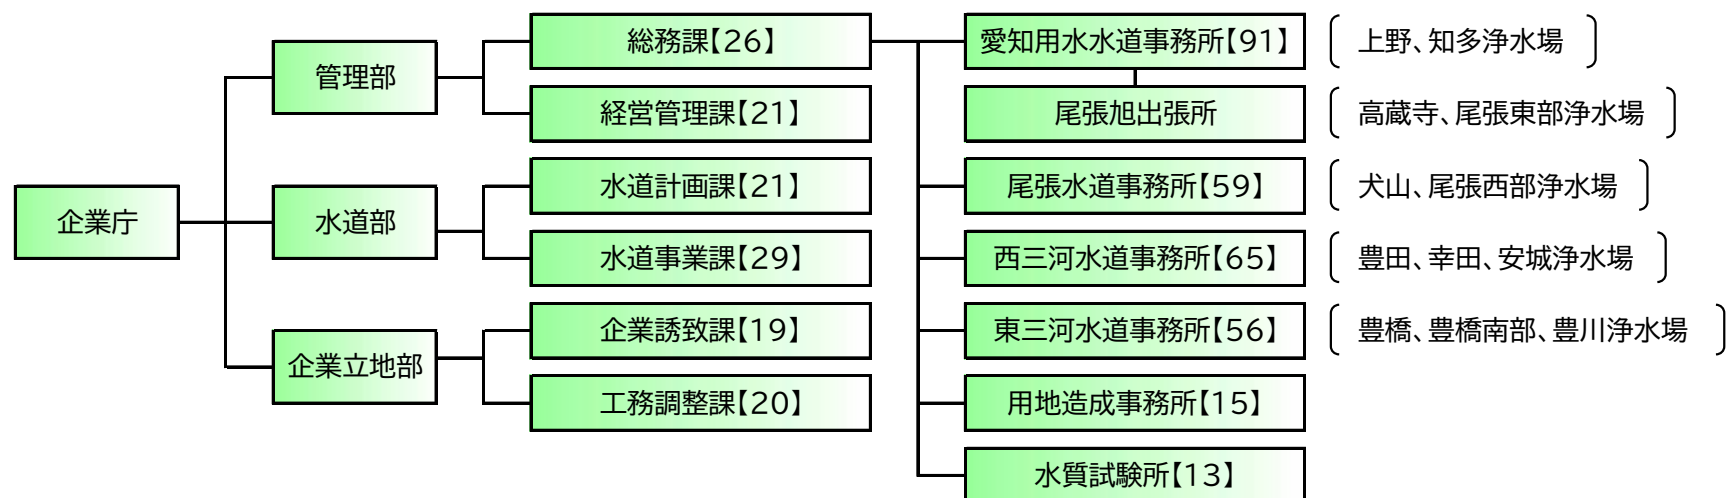 総務課【26】
愛知用水水道事務所【91】
上野、知多浄水場
管理部
経営管理課【21】
尾張旭出張所
高蔵寺、尾張東部浄水場
水道計画課【21】
尾張水道事務所【59】
犬山、尾張西部浄水場
企業庁
水道部
水道事業課【29】
西三河水道事務所【65】
豊田、幸田、安城浄水場
企業誘致課【19】
東三河水道事務所【56】
豊橋、豊橋南部、豊川浄水場
企業立地部
工務調整課【20】
用地造成事務所【15】
水質試験所【13】